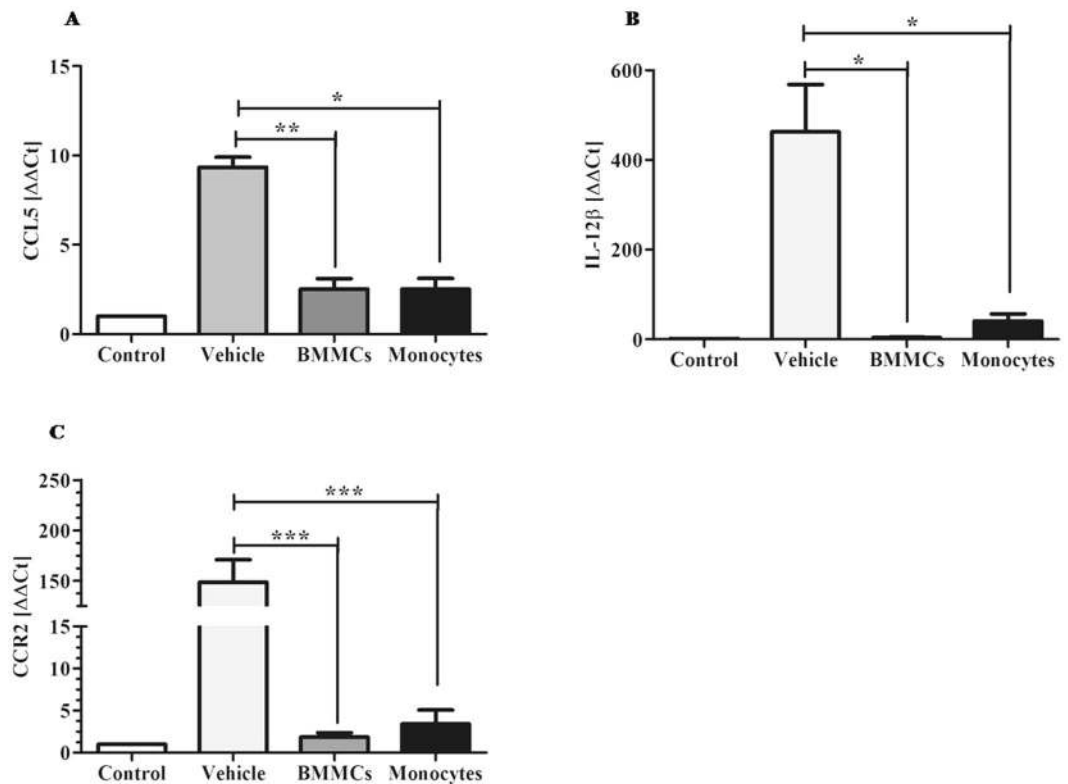 A
CCL5 [ΔΔCt]
15
10
5
0
*
**
Control Vehicle BMMCs Monocytes
B
IL-12β [ΔΔCt]
600
400
200
0
*
*
Control Vehicle BMMCs Monocytes
C
CCR2 [ΔΔCt]
250
200
150
15
10
5
0
***
***
Control Vehicle BMMCs Monocytes